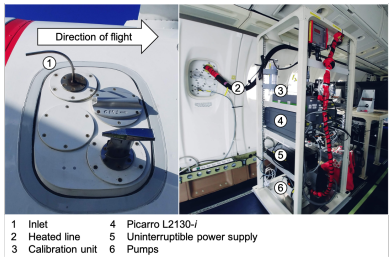 Direction of flight
1
2
3
4
5
6
1 Inlet
2 Heated line
3 Calibration unit
4 Picarro L2130-i
5 Uninterruptible power supply
6 Pumps